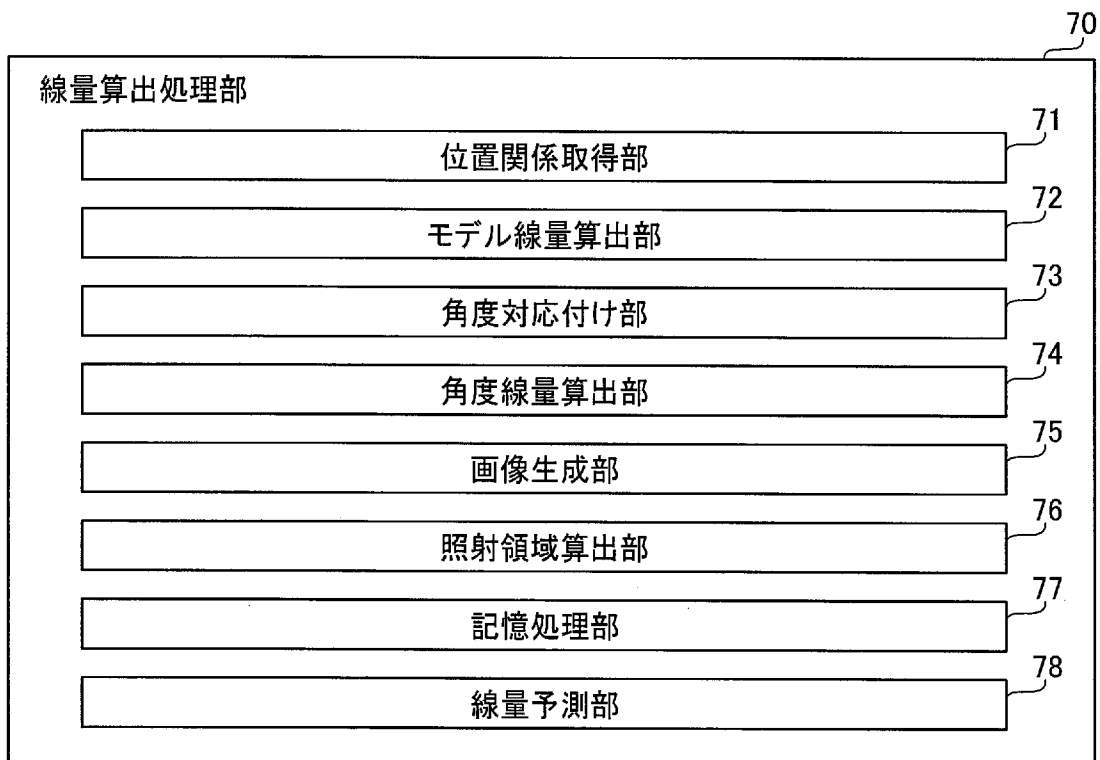 70
線量算出処理部
71
位置関係取得部
72
モデル線量算出部
73
角度対応付け部
74
角度線量算出部
75
画像生成部
76
照射領域算出部
77
記憶処理部
78
線量予測部